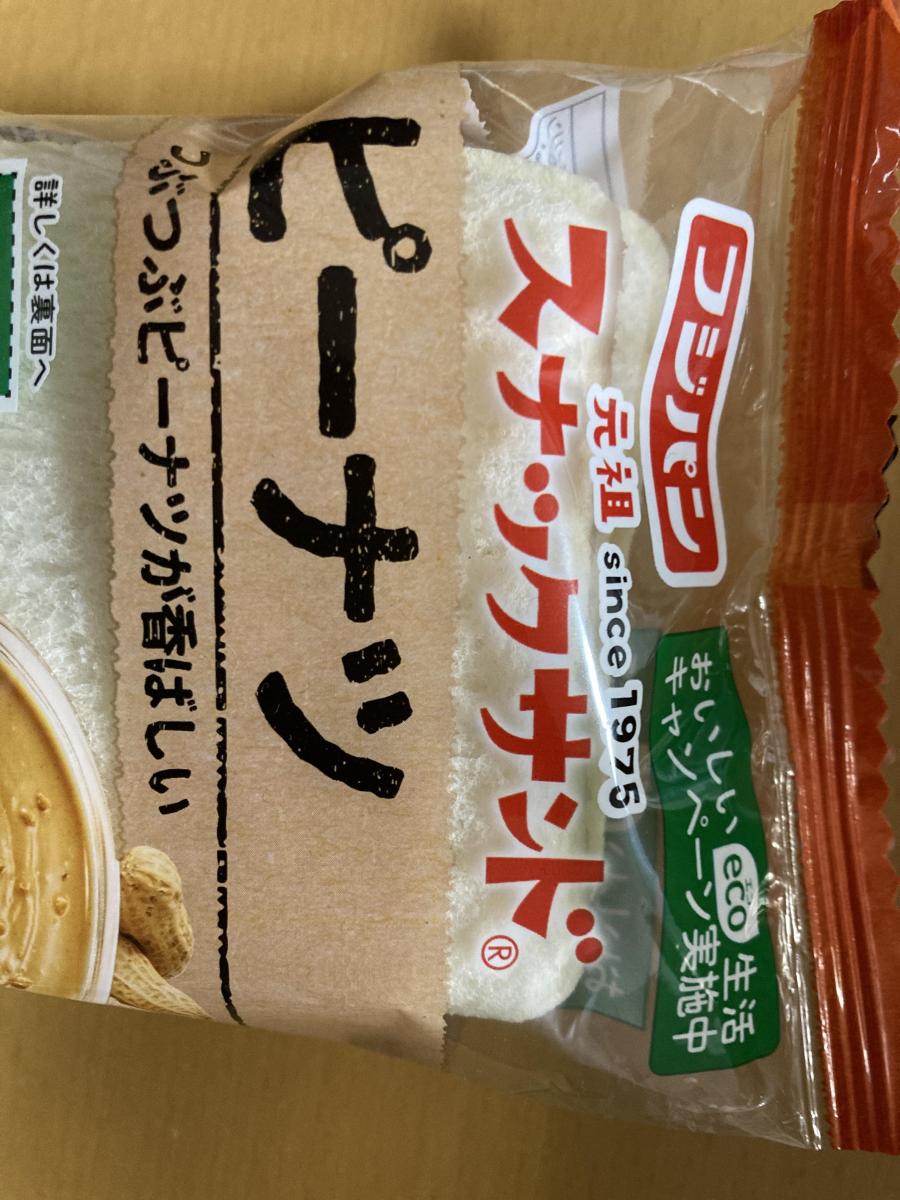 フジパン
おいしいeco生活
エコ
キャンペーン実施中
元祖 since 1975
スナックサンド®
ピーナツ
つぶつぶピーナツが香ばしい
詳しくは裏面へ